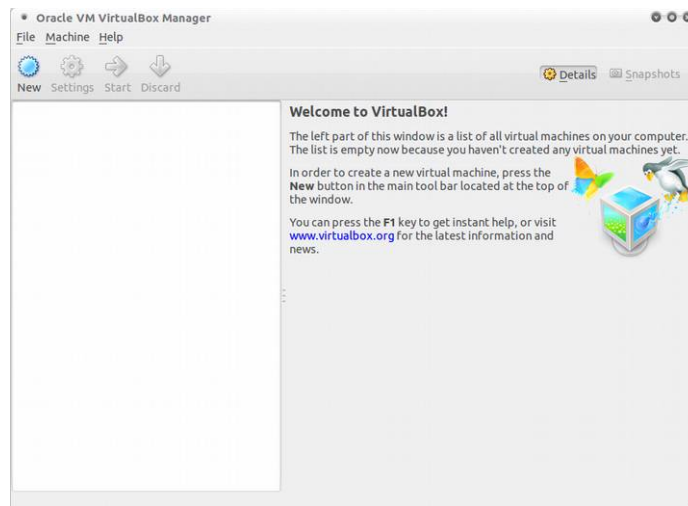 Oracle VM VirtualBox Manager
File Machine Help
New Settings Start Discard
Details Snapshots
Welcome to VirtualBox!
The left part of this window is a list of all virtual machines on your computer.
The list is empty now because you haven't created any virtual machines yet.
In order to create a new virtual machine, press the
New button in the main tool bar located at the top of
the window.
You can press the F1 key to get instant help, or visit
www.virtualbox.org for the latest information and
news.